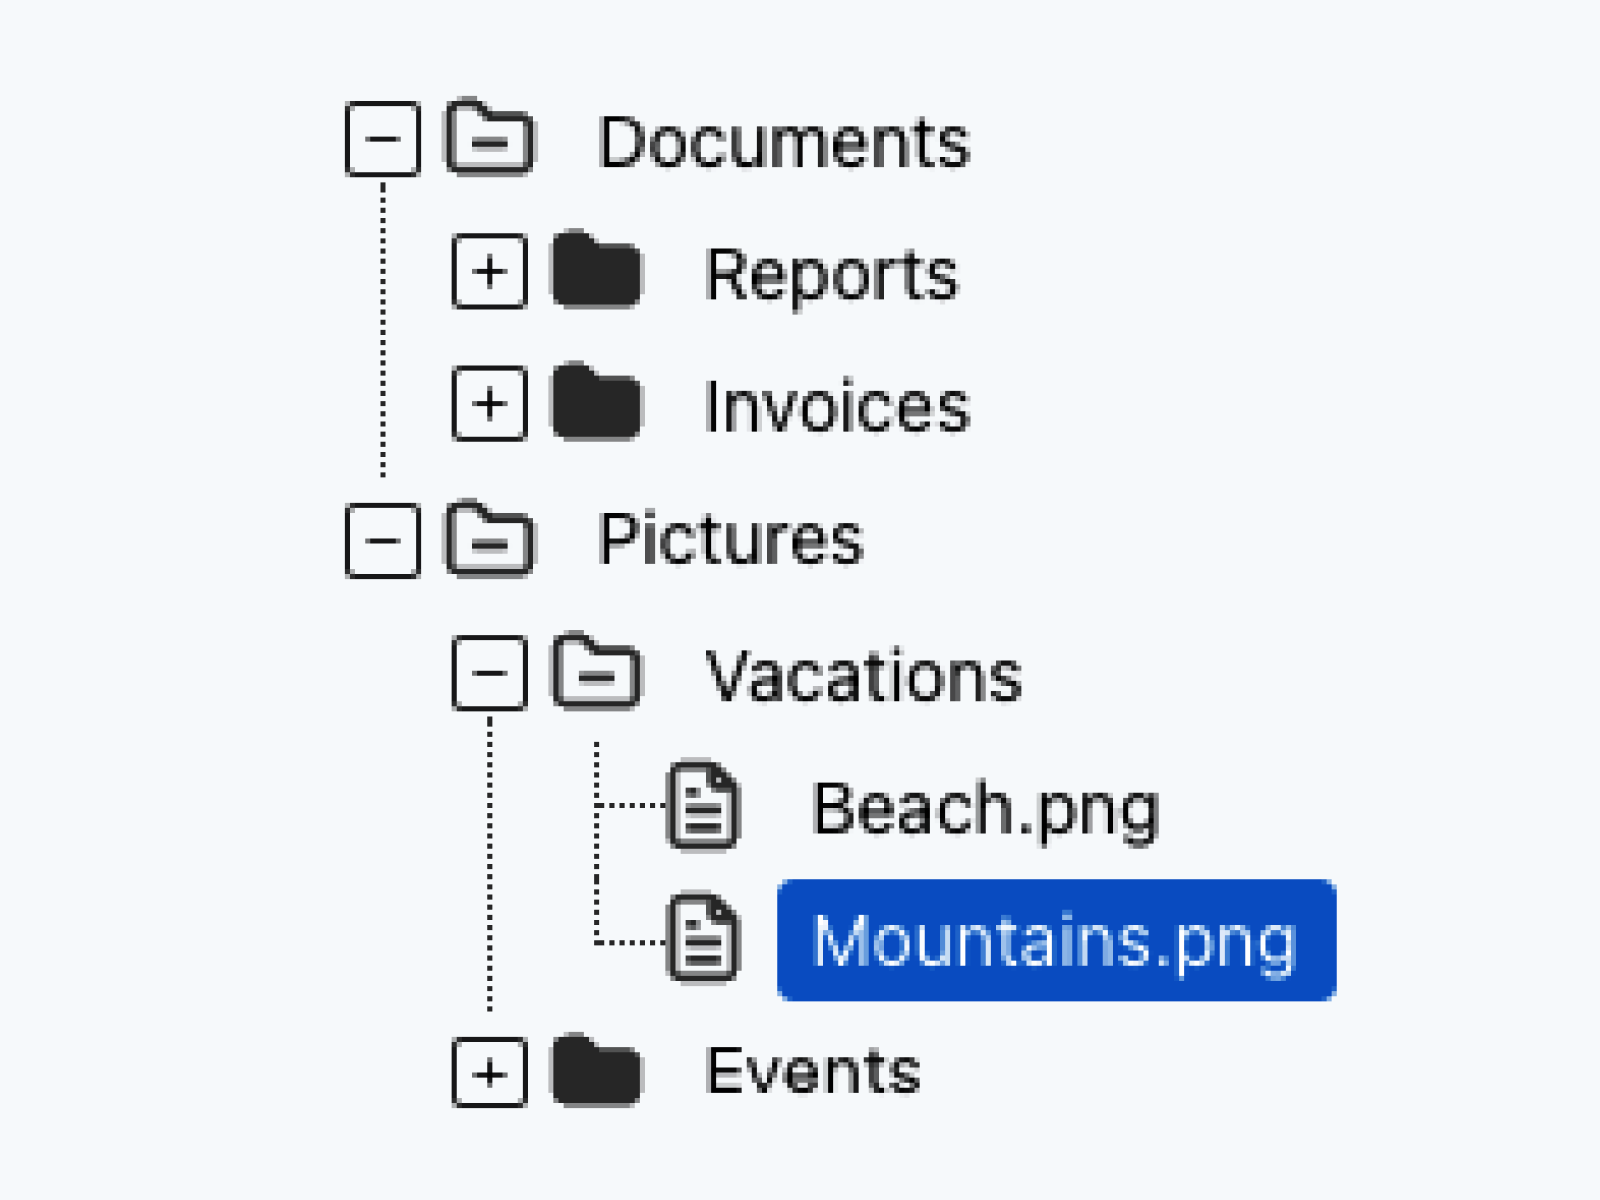 Documents
Reports
Invoices
Pictures
Vacations
Beach.png
Mountains.png
Events